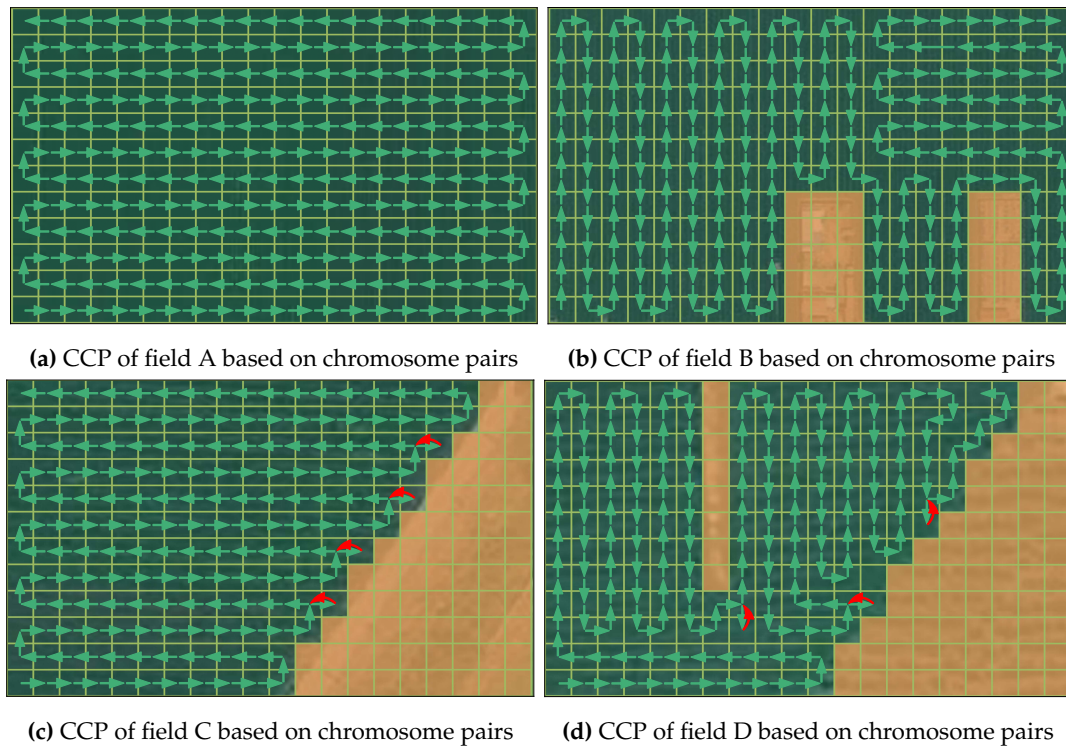 (a) CCP of field A based on chromosome pairs
(b) CCP of field B based on chromosome pairs
(c) CCP of field C based on chromosome pairs
(d) CCP of field D based on chromosome pairs